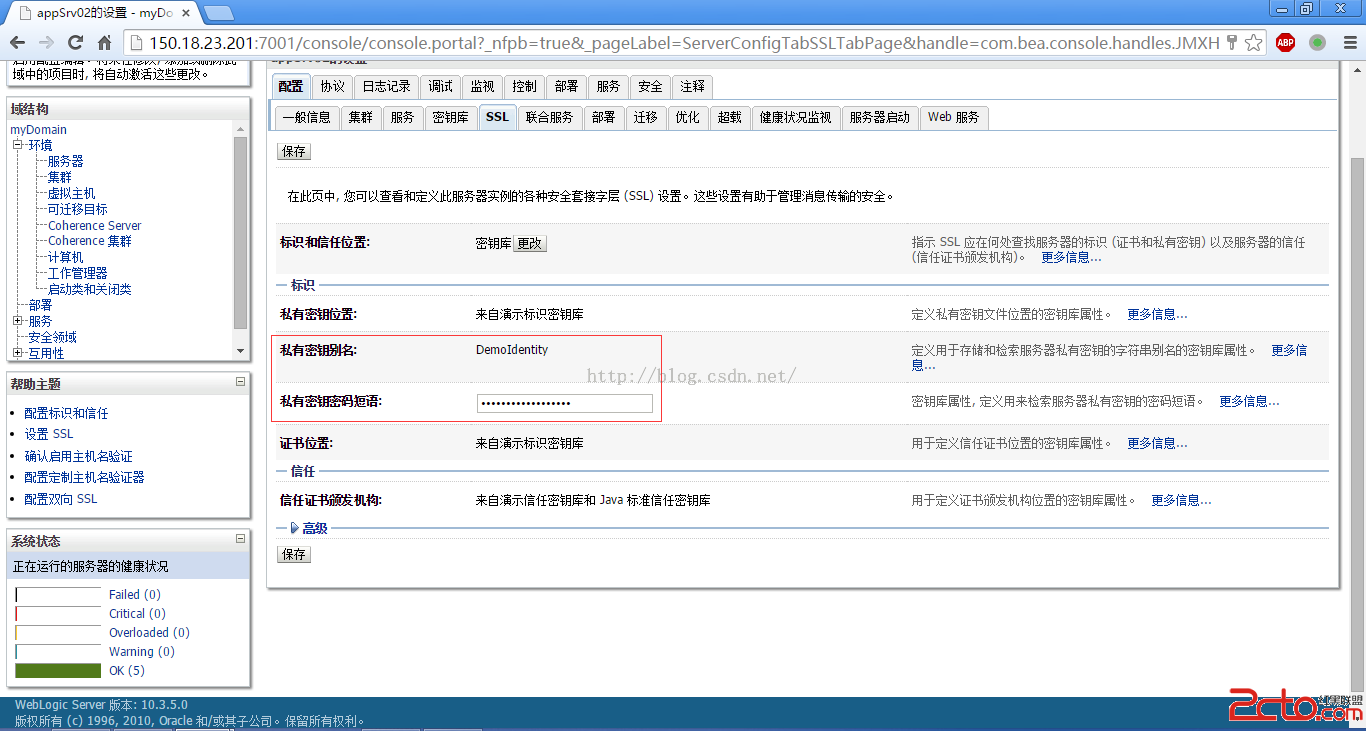 appSrv02的设置 - myDo
150.18.23.201:7001/console/console.portal?_nfpb=true&_pageLabel=ServerConfigTabSSLTabPage&handle=com.bea.console.handles.JMXH
ABP
域中的项目时, 将自动激活这些更改。
域结构
myDomain
环境
服务器
集群
虚拟主机
可迁移目标
Coherence Server
Coherence 集群
计算机
工作管理器
启动类和关闭类
部署
服务
安全领域
互用性
帮助主题
配置标识和信任
设置 SSL
确认启用主机名验证
配置定制主机名验证器
配置双向 SSL
系统状态
正在运行的服务器的健康状况
Failed (0)
Critical (0)
Overloaded (0)
Warning (0)
OK (5)
appSrv02的设置
配置 协议 日志记录 调试 监视 控制 部署 服务 安全 注释
一般信息 集群 服务 密钥库 SSL 联合服务 部署 迁移 优化 超载 健康状况监视 服务器启动 Web 服务
保存
在此页中, 您可以查看和定义此服务器实例的各种安全套接字层 (SSL) 设置。这些设置有助于管理消息传输的安全。
标识和信任位置: 密钥库 更改 指示 SSL 应在何处查找服务器的标识 (证书和私有密钥) 以及服务器的信任
(信任证书颁发机构)。 更多信息...
标识
私有密钥位置: 来自演示标识密钥库 定义私有密钥文件位置的密钥库属性。 更多信息...
私有密钥别名: DemoIdentity 定义用于存储和检索服务器私有密钥的字符串别名的密钥库属性。 更多信
息...
http://blog.csdn.net/
私有密钥密码短语: •••••••••••••••••• 密钥库属性, 定义用来检索服务器私有密钥的密码短语。 更多信息...
证书位置: 来自演示标识密钥库 用于定义信任证书位置的密钥库属性。 更多信息...
信任
信任证书颁发机构: 来自演示信任密钥库和 Java 标准信任密钥库 用于定义证书颁发机构位置的密钥库属性。 更多信息...
高级
保存
WebLogic Server 版本: 10.3.5.0
版权所有 (c) 1996, 2010, Oracle 和/或其子公司。保留所有权利。
2cto.com
红黑联盟